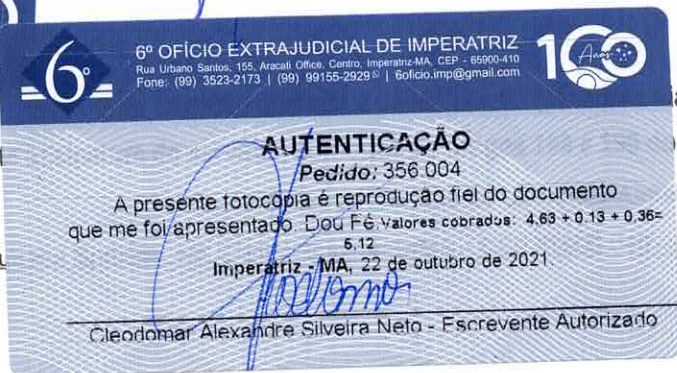 6º
6º OFÍCIO EXTRAJUDICIAL DE IMPERATRIZ
Rua Urbano Santos, 155, Aracati Office, Centro, Imperatriz-MA, CEP - 65900-410
Fone: (99) 3523-2173 | (99) 99155-2929 | 6oficio.imp@gmail.com
100 Anos
AUTENTICAÇÃO
Pedido: 356.004
A presente fotocópia é reprodução fiel do documento
que me foi apresentado. Dou Fé. Valores cobrados: 4,63 + 0,13 + 0,36=
5,12
Imperatriz - MA, 22 de outubro de 2021.
Cleodomar Alexandre Silveira Neto - Escrevente Autorizado